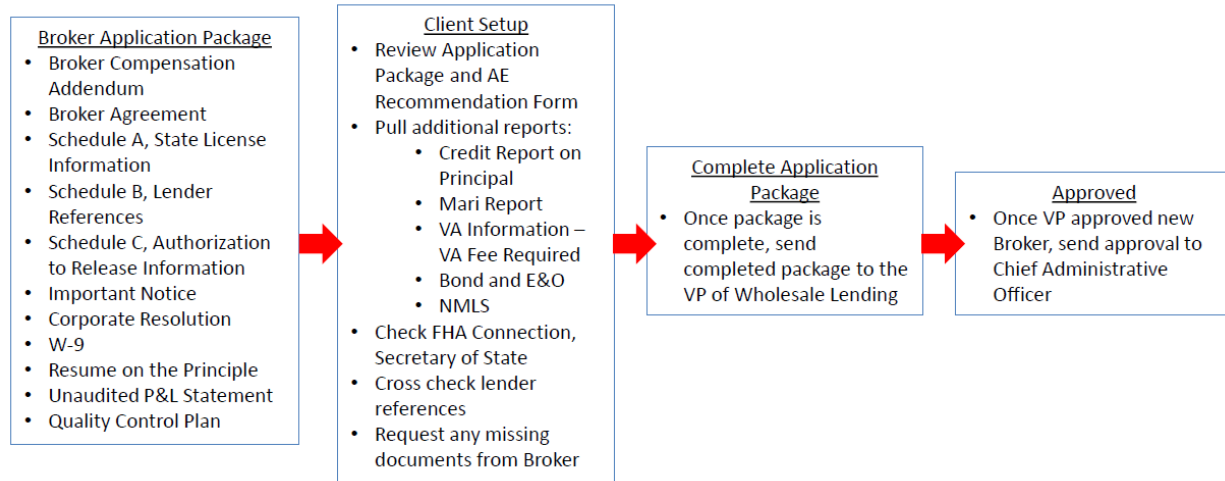 Broker Application Package
• Broker Compensation
Addendum
• Broker Agreement
• Schedule A, State License
Information
• Schedule B, Lender
References
• Schedule C, Authorization
to Release Information
• Important Notice
• Corporate Resolution
• W-9
• Resume on the Principle
• Unaudited P&L Statement
• Quality Control Plan
Client Setup
• Review Application
Package and AE
Recommendation Form
• Pull additional reports:
• Credit Report on
Principal
• Mari Report
• VA Information –
VA Fee Required
• Bond and E&O
• NMLS
• Check FHA Connection,
Secretary of State
• Cross check lender
references
• Request any missing
documents from Broker
Complete Application
Package
• Once package is
complete, send
completed package to the
VP of Wholesale Lending
Approved
• Once VP approved new
Broker, send approval to
Chief Administrative
Officer